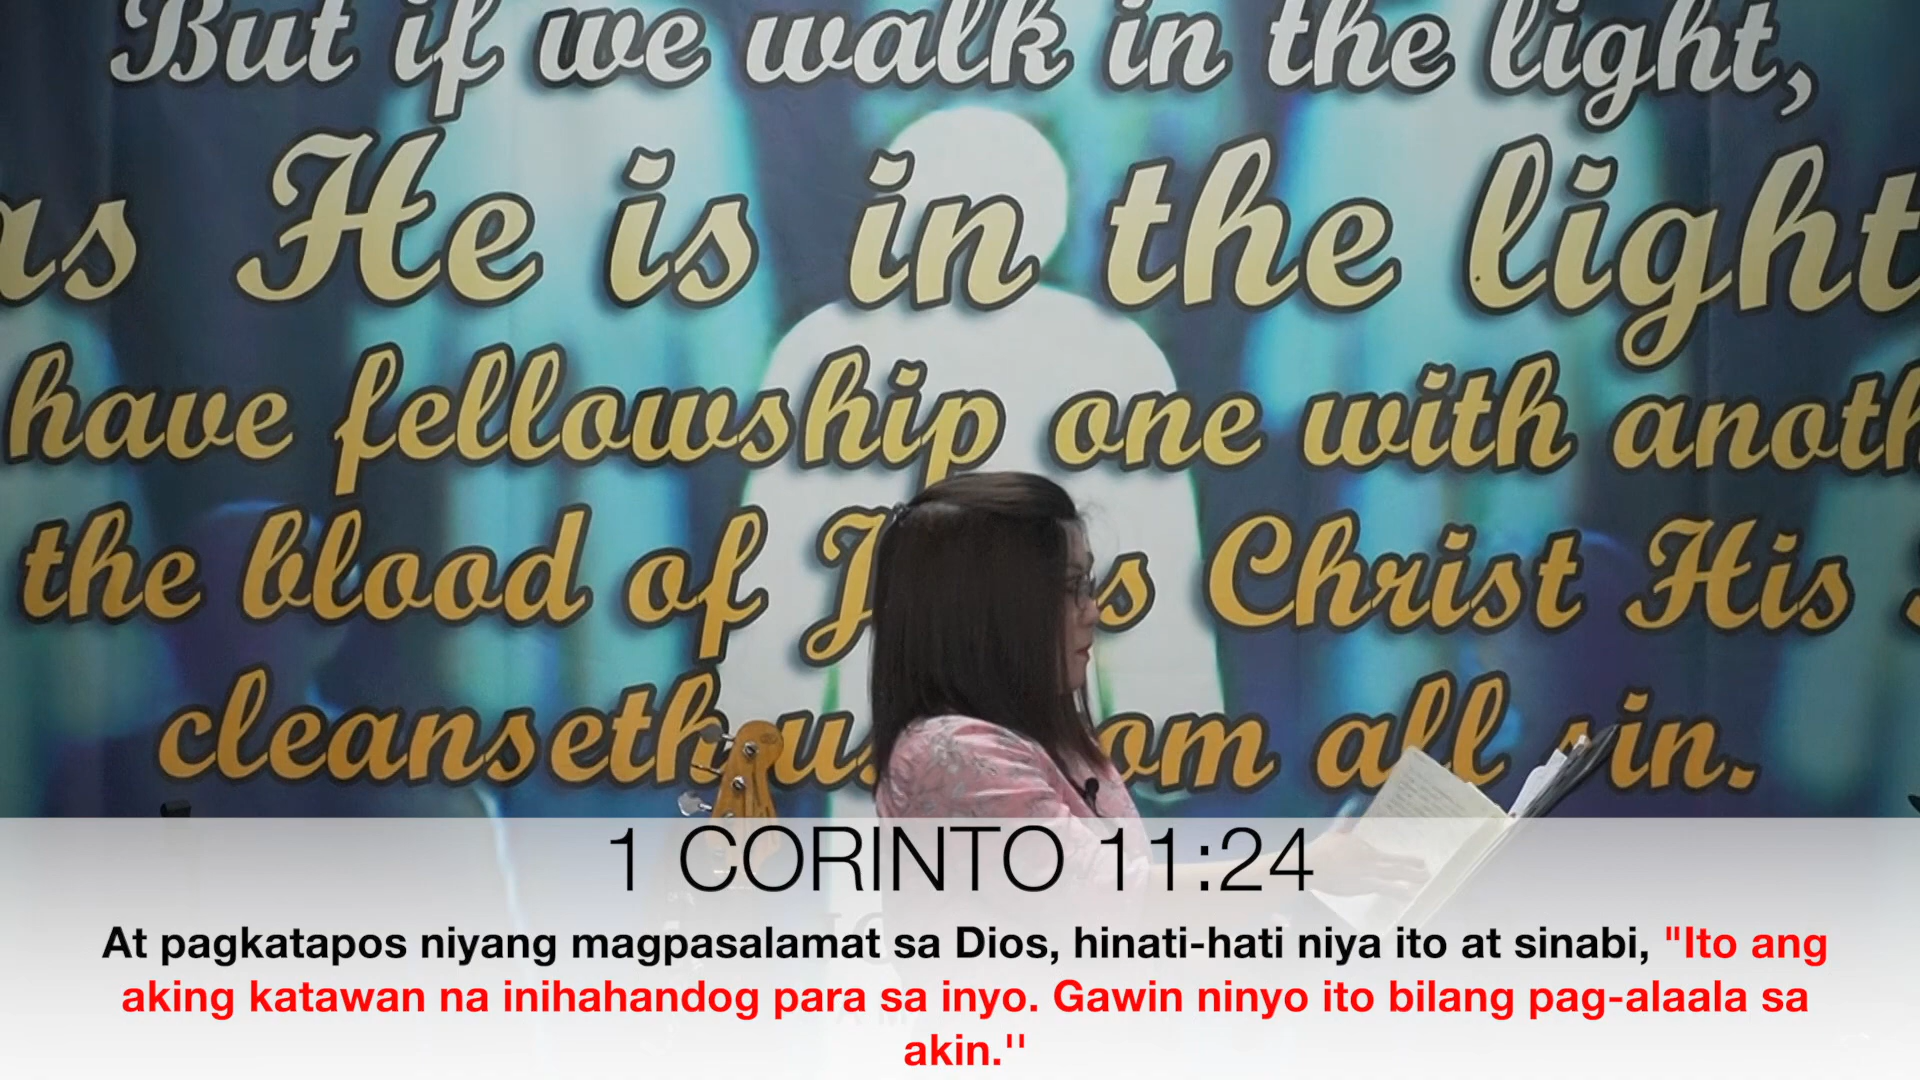 But if we walk in the light,
as He is in the light
have fellowship one with
the blood of Christ His
cleanseth all in.
1 CORINTO 11:24
At pagkatapos niyang magpasalamat sa Dios, hinati-hati niya ito at sinabi, "Ito ang
aking katawan na inihahandog para sa inyo. Gawin ninyo ito bilang pag-alaala sa
akin.''